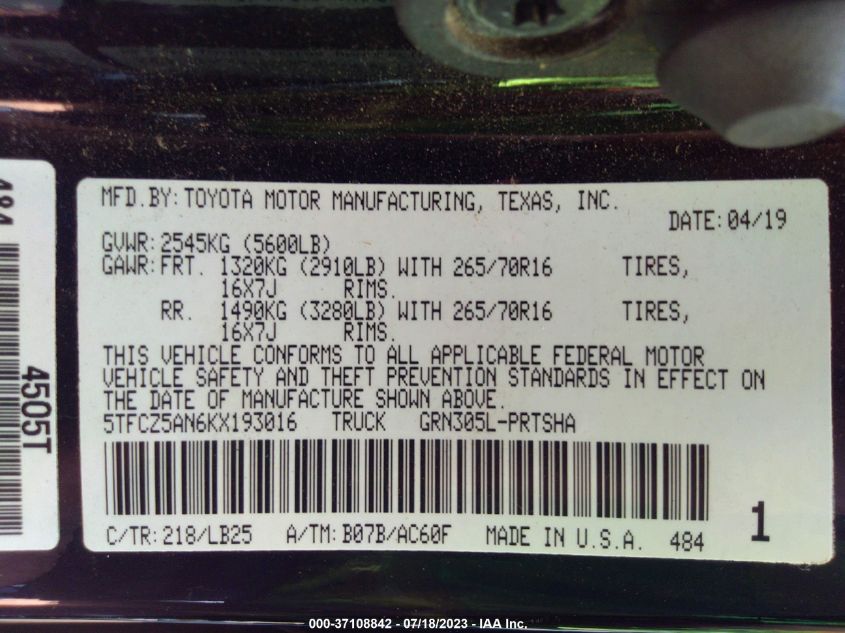 MFD.BY:TOYOTA MOTOR MANUFACTURING, TEXAS, INC.
DATE:04/19
GVWR:2545KG (5600LB)
GAWR:FRT. 1320KG (2910LB) WITH 265/70R16 TIRES,
16X7J RIMS.
RR. 1490KG (3280LB) WITH 265/70R16 TIRES,
16X7J RIMS.
THIS VEHICLE CONFORMS TO ALL APPLICABLE FEDERAL MOTOR
VEHICLE SAFETY AND THEFT PREVENTION STANDARDS IN EFFECT ON
THE DATE OF MANUFACTURE SHOWN ABOVE.
5TFCZ5AN6KX193016 TRUCK GRN305L-PRTSHA
C/TR:218/LB25 A/TM:B07B/AC60F MADE IN U.S.A. 484
1
484
4505T
000-37108842 - 07/18/2023 - IAA Inc.